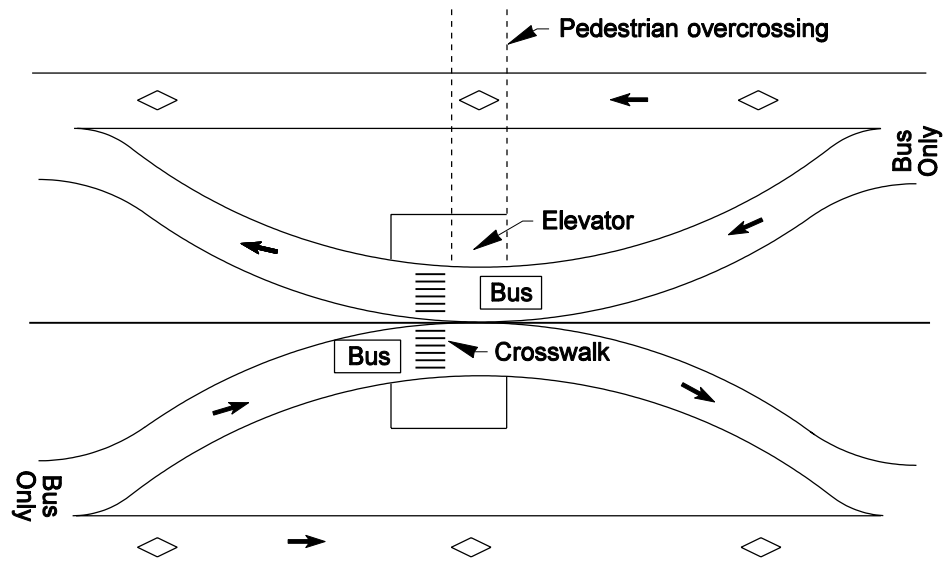 Pedestrian overcrossing
Bus
Only
Elevator
Bus
Bus
Crosswalk
Bus
Only